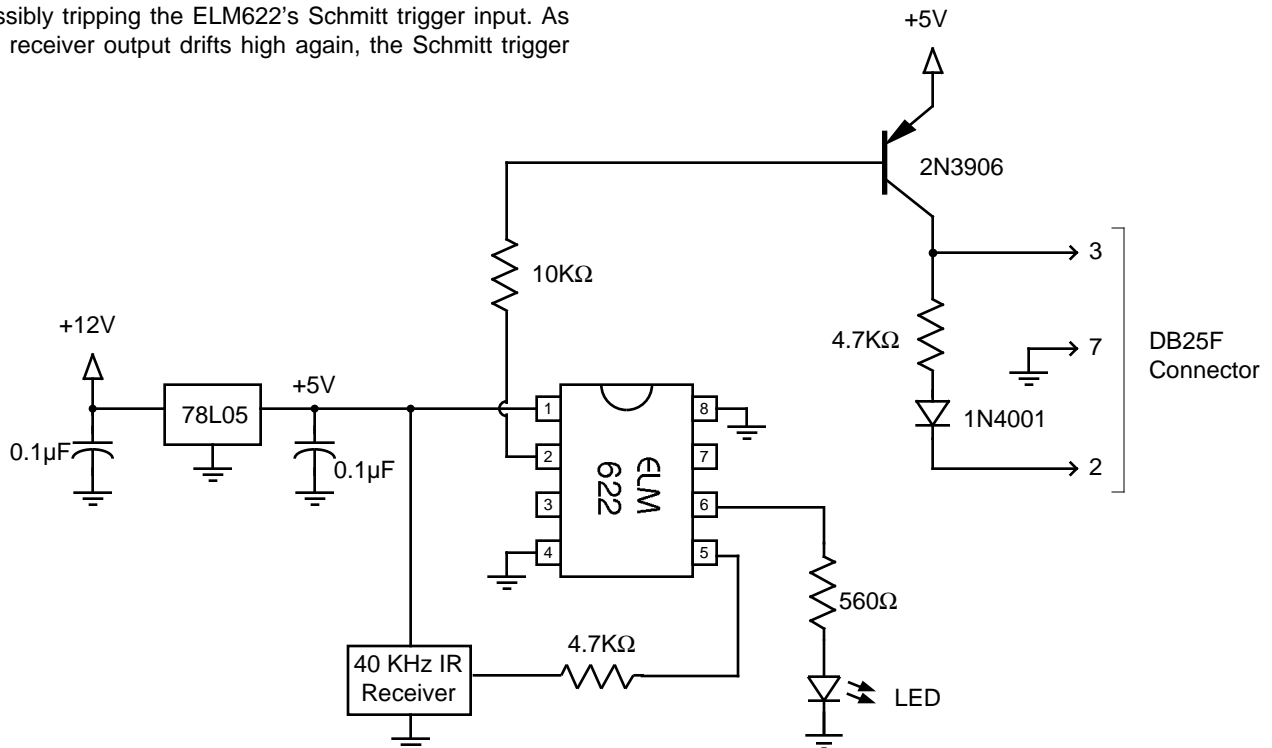 ssibly tripping the ELM622's Schmitt trigger input. As
receiver output drifts high again, the Schmitt trigger
+5V
2N3906
3
10KΩ
4.7KΩ
7
DB25F
Connector
+12V
+5V
78L05
1N4001
0.1µF
0.1µF
2
1
8
2
7
3
6
4
5
ELM
622
560Ω
4.7KΩ
40 KHz IR
Receiver
LED